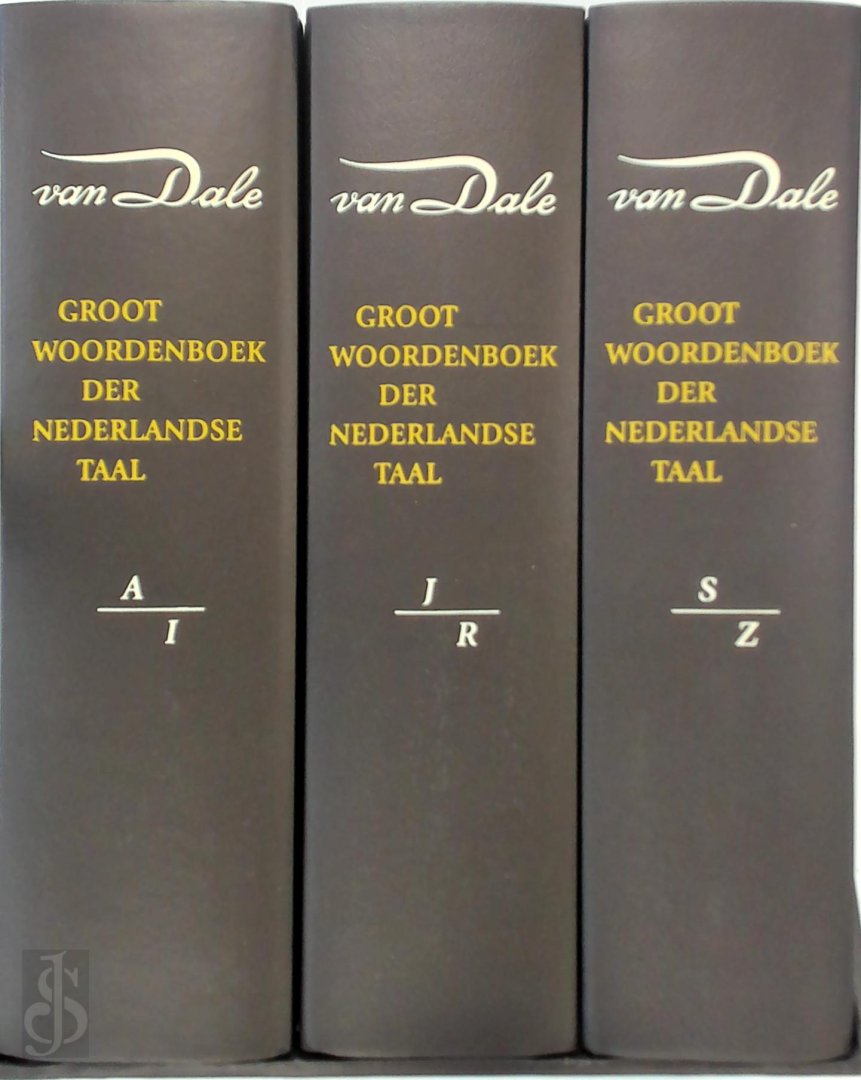 van Dale
GROOT
WOORDENBOEK
DER
NEDERLANDSE
TAAL
A
I
van Dale
GROOT
WOORDENBOEK
DER
NEDERLANDSE
TAAL
J
R
van Dale
GROOT
WOORDENBOEK
DER
NEDERLANDSE
TAAL
S
Z
JS